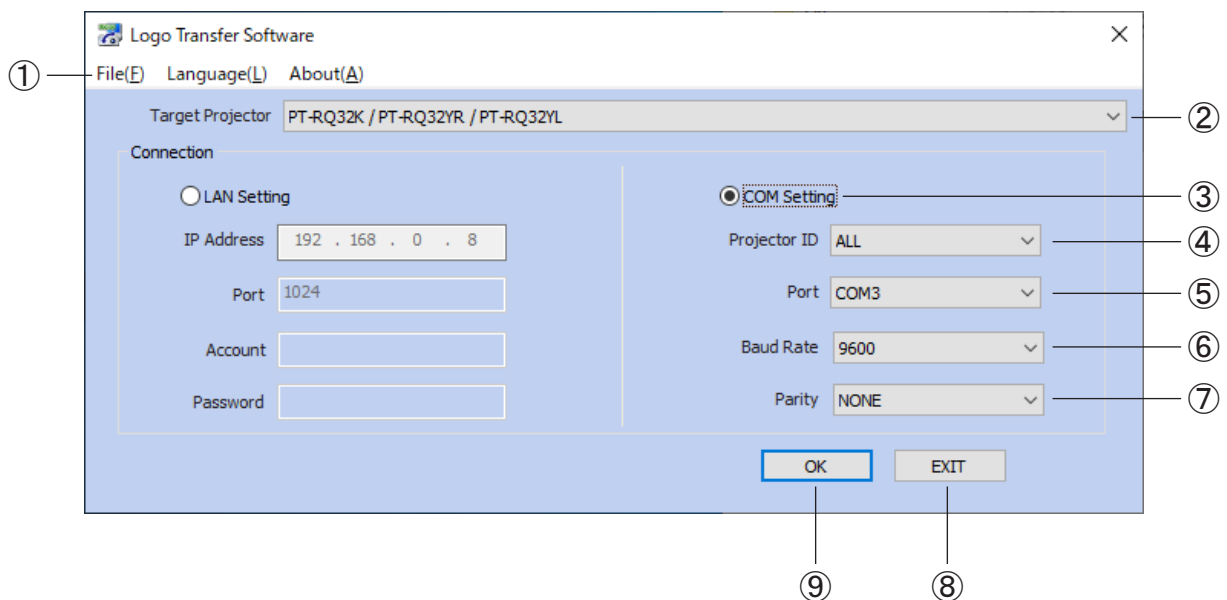 Logo Transfer Software
① File(F) Language(L) About(A)
Target Projector PT-RQ32K / PT-RQ32YR / PT-RQ32YL ②
Connection
LAN Setting COM Setting ③
IP Address 192 . 168 . 0 . 8 Projector ID ALL ④
Port 1024 Port COM3 ⑤
Account Baud Rate 9600 ⑥
Password Parity NONE ⑦
OK EXIT
⑨ ⑧